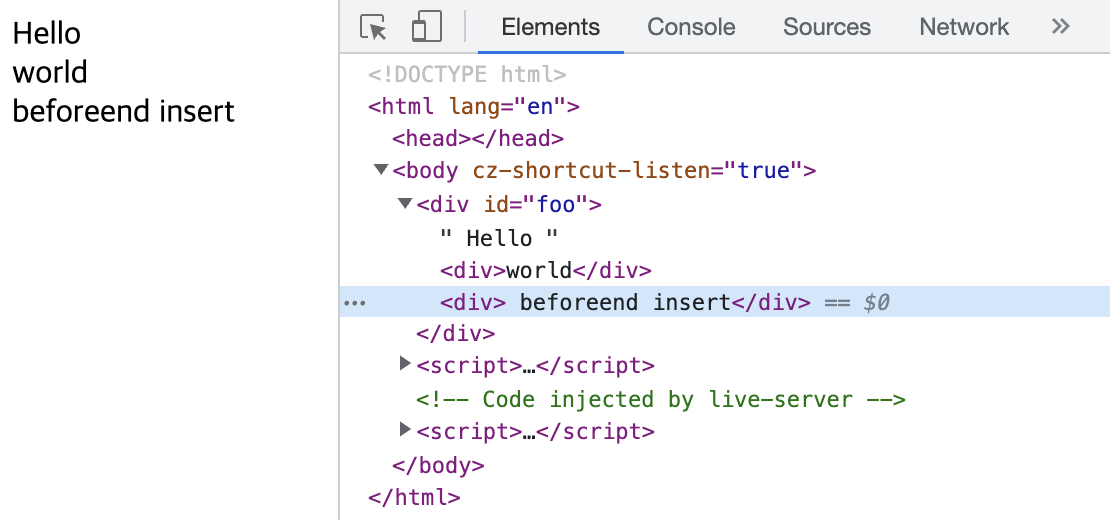 Hello
world
beforeend insert
Elements Console Sources Network »
<!DOCTYPE html>
<html lang="en">
<head></head>
<body cz-shortcut-listen="true">
<div id="foo">
" Hello "
<div>world</div>
<div> beforeend insert</div> == $0
</div>
<script>…</script>
<!-- Code injected by live-server -->
<script>…</script>
</body>
</html>